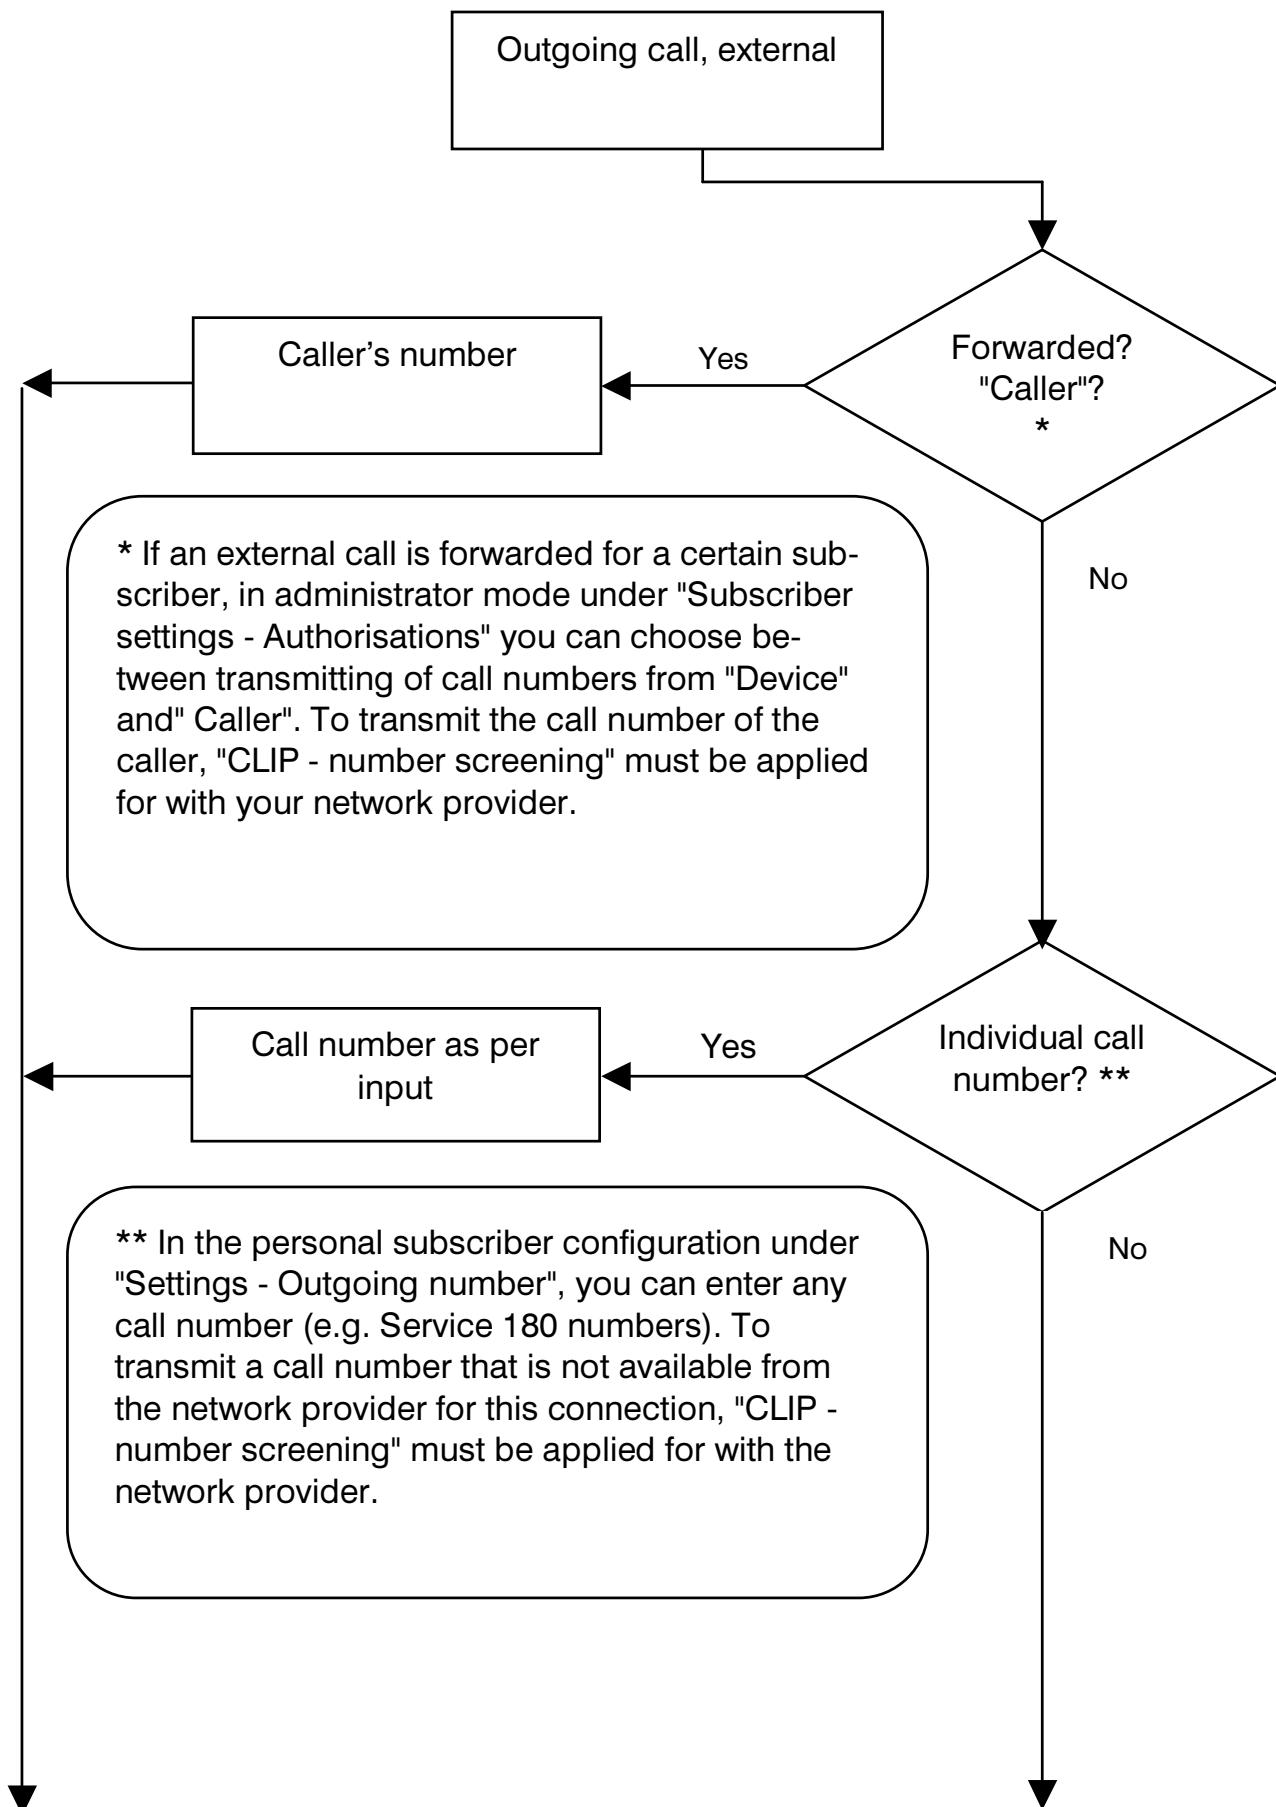 Outgoing call, external
Forwarded?
"Caller"?
*
Yes
Caller's number
No
* If an external call is forwarded for a certain sub-
scriber, in administrator mode under "Subscriber
settings - Authorisations" you can choose be-
tween transmitting of call numbers from "Device"
and" Caller". To transmit the call number of the
caller, "CLIP - number screening" must be applied
for with your network provider.
Individual call
number? **
Yes
Call number as per
input
No
** In the personal subscriber configuration under
"Settings - Outgoing number", you can enter any
call number (e.g. Service 180 numbers). To
transmit a call number that is not available from
the network provider for this connection, "CLIP -
number screening" must be applied for with the
network provider.